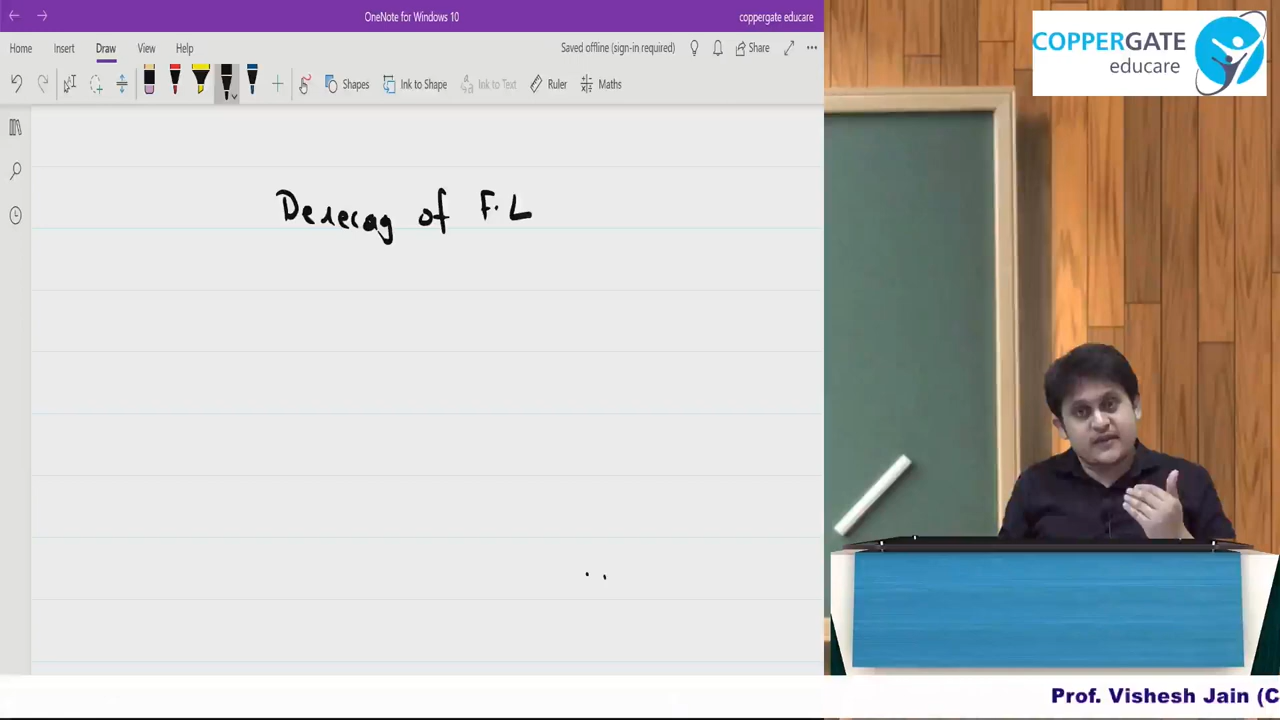 OneNote for Windows 10
coppergate educare
Home Insert Draw View Help
Saved offline (sign-in required)
Share
Shapes
Ink to Shape
Ink to Text
Ruler
Maths
COPPERGATE
educare
Derecog of F.L
Prof. Vishesh Jain (C